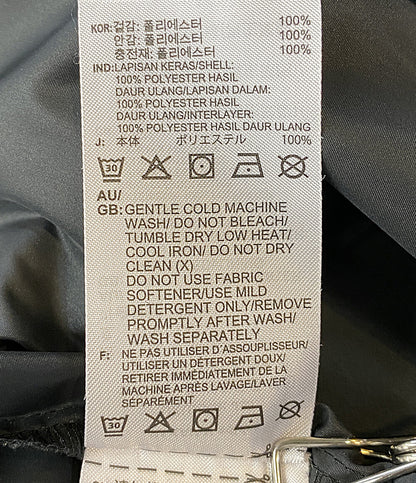 KOR: 겉감: 폴리에스터 100%
안감: 폴리에스터 100%
충전재: 폴리에스터 100%
IND: LAPISAN KERAS/SHELL:
100% POLYESTER HASIL
DAUR ULANG/LAPISAN DALAM:
100% POLYESTER HASIL
DAUR ULANG/INTERLAYER:
100% POLYESTER HASIL DAUR ULANG
J: 本体 ポリエステル 100%
30
AU/
GB: GENTLE COLD MACHINE
WASH/ DO NOT BLEACH/
TUMBLE DRY LOW HEAT/
COOL IRON/ DO NOT DRY
CLEAN (X)
DO NOT USE FABRIC
SOFTENER/USE MILD
DETERGENT ONLY/REMOVE
PROMPTLY AFTER WASH/
WASH SEPARATELY
F: NE PAS UTILISER D'ASSOUPLISSEUR/
UTILISER UN DÉTERGENT DOUX/
RETIRER IMMÉDIATEMENT DE LA
MACHINE APRÈS LAVAGE/LAVER
SÉPARÉMENT
30